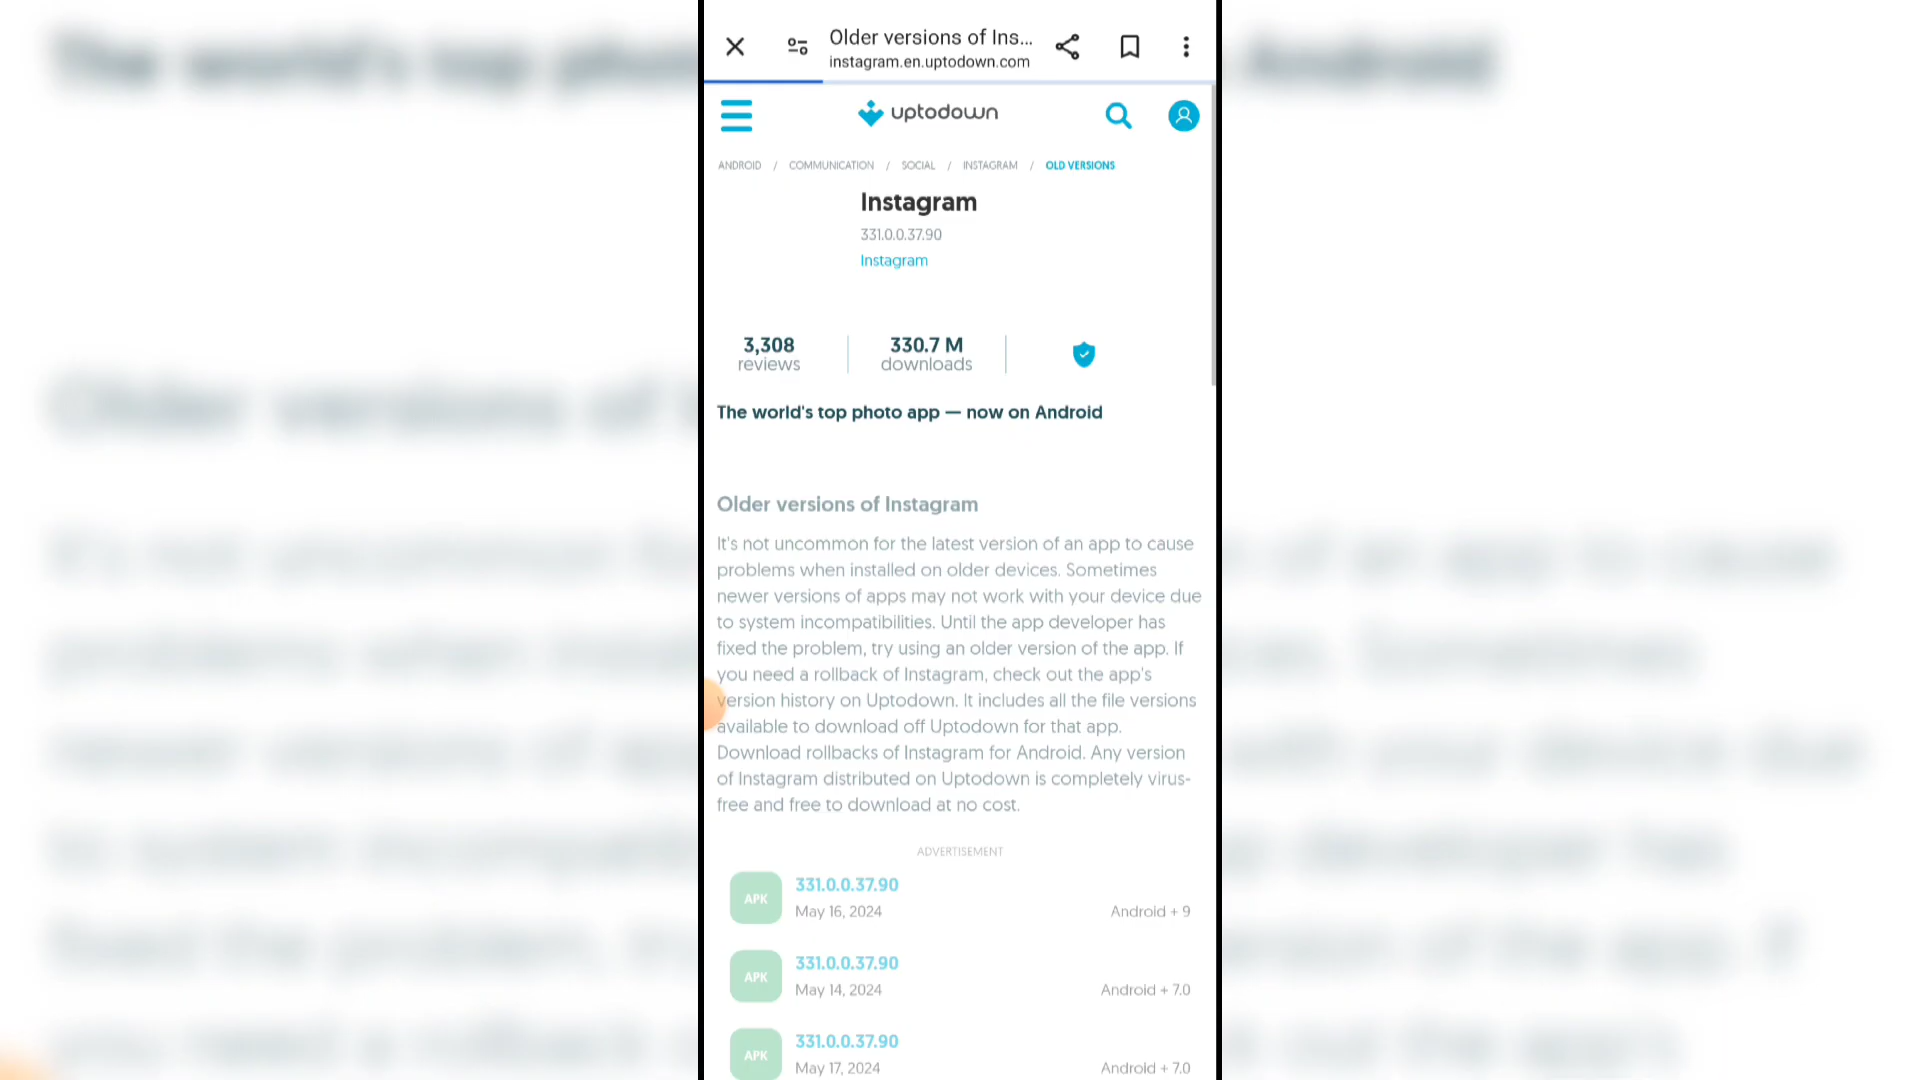 Older versions of Ins...
instagram.en.uptodown.com
uptodown
ANDROID / COMMUNICATION / SOCIAL / INSTAGRAM / OLD VERSIONS
Instagram
331.0.0.37.90
Instagram
3,308
reviews
330.7 M
downloads
The world's top photo app — now on Android
Older versions of Instagram
It's not uncommon for the latest version of an app to cause
problems when installed on older devices. Sometimes
newer versions of apps may not work with your device due
to system incompatibilities. Until the app developer has
fixed the problem, try using an older version of the app. If
you need a rollback of Instagram, check out the app's
version history on Uptodown. It includes all the file versions
available to download off Uptodown for that app.
Download rollbacks of Instagram for Android. Any version
of Instagram distributed on Uptodown is completely virus-
free and free to download at no cost.
ADVERTISEMENT
APK
331.0.0.37.90
May 16, 2024
Android + 9
APK
331.0.0.37.90
May 14, 2024
Android + 7.0
APK
331.0.0.37.90
May 17, 2024
Android + 7.0